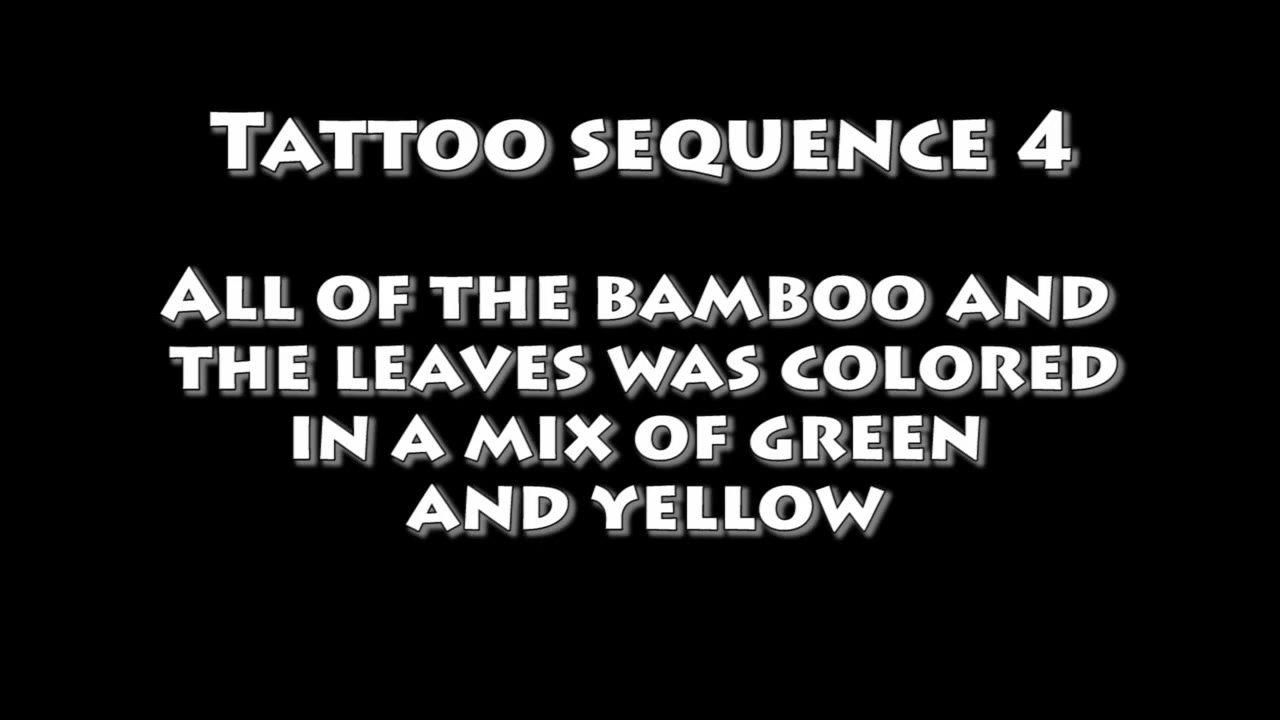 Tattoo sequence 4
All of the bamboo and
the leaves was colored
in a mix of green
and yellow